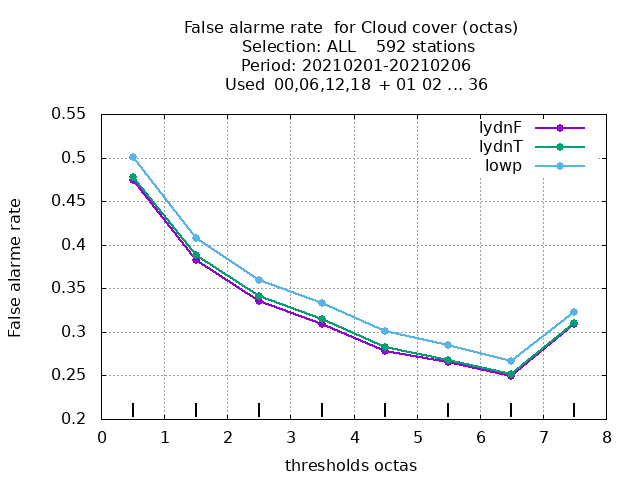 False alarme rate  for Cloud cover (octas)
Selection: ALL    592 stations
Period: 20210201-20210206
Used  00,06,12,18  + 01 02 ... 36
0.55
0.5
0.45
0.4
0.35
0.3
0.25
0.2
False alarme rate
lydnF
lydnT
lowp
0 1 2 3 4 5 6 7 8
thresholds octas